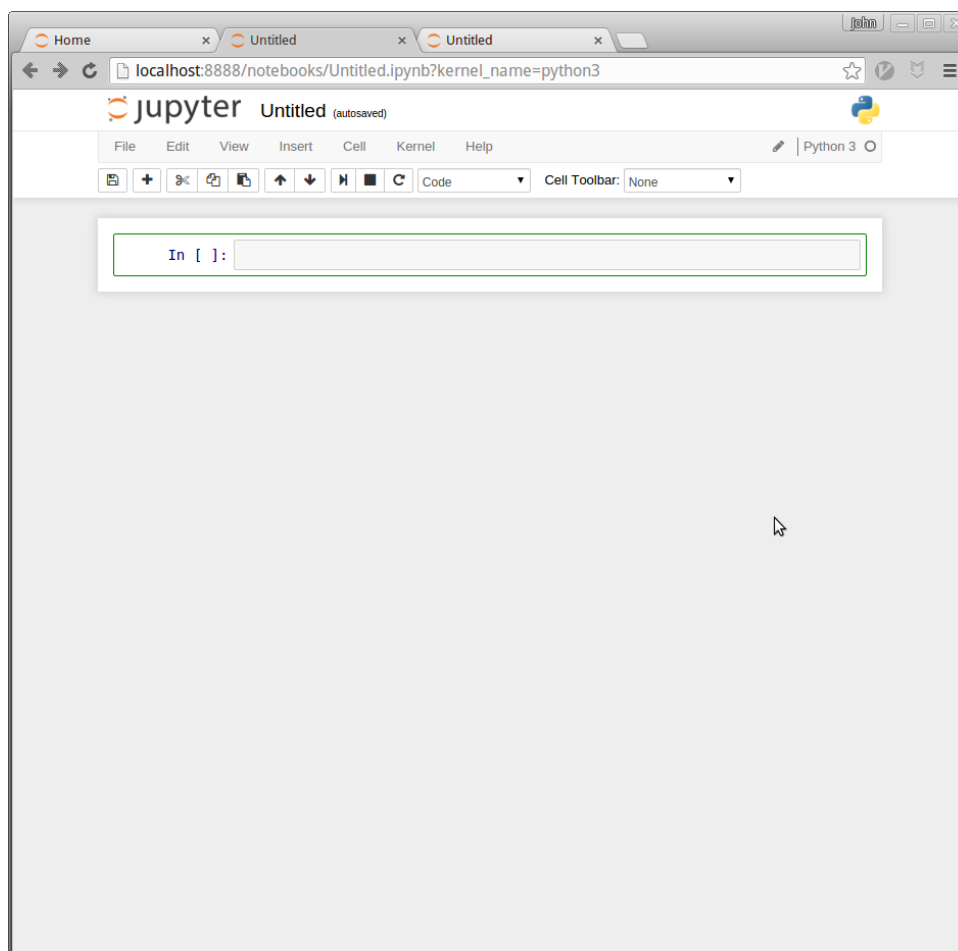 John
Home Untitled Untitled
localhost:8888/notebooks/Untitled.ipynb?kernel_name=python3
jupyter Untitled (autosaved)
File Edit View Insert Cell Kernel Help Python 3
Code Cell Toolbar: None
In [ ]: